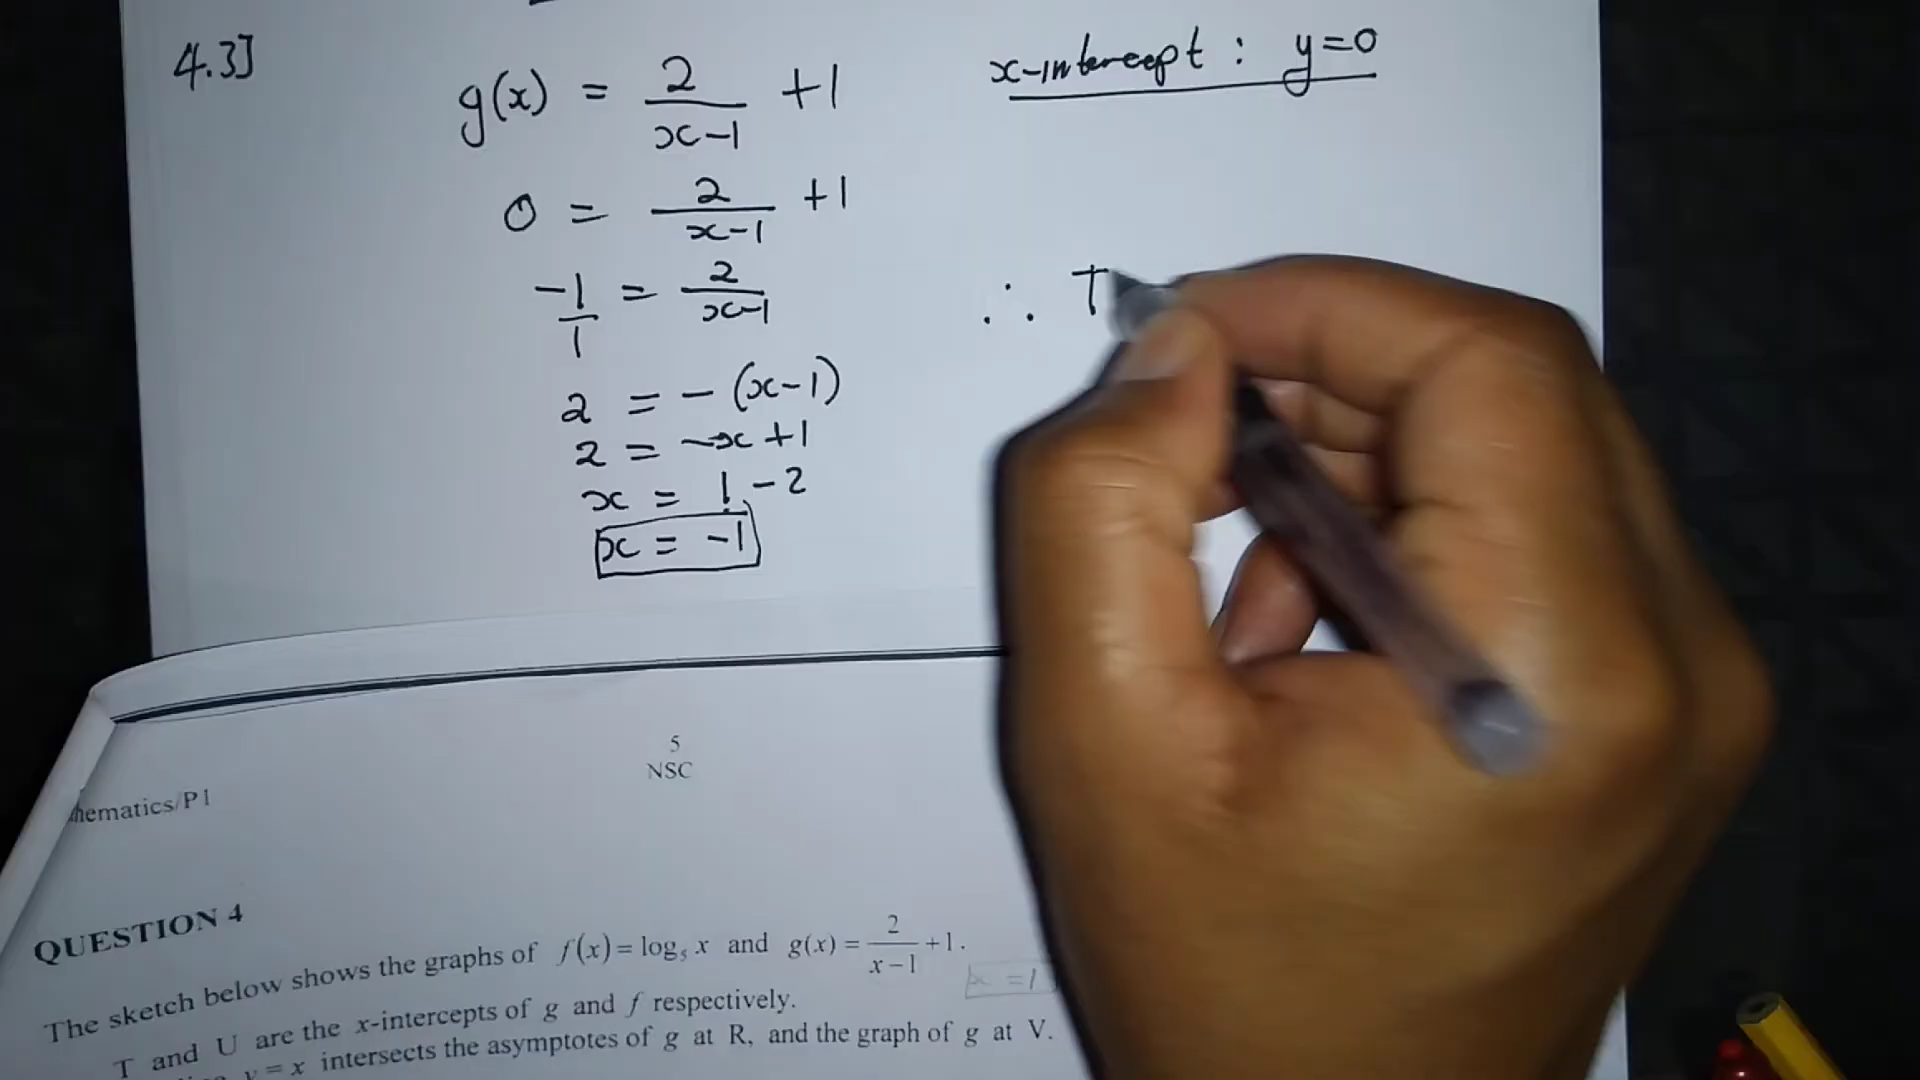 4.3]
g(x) = 2/(x-1) +1
x-intercept : y=0
0 = 2/(x-1) +1
-1/1 = 2/(x-1)
∴ T
2 = -(x-1)
2 = -x+1
x = 1-2
x = -1
5
NSC
hematics/P1
QUESTION 4
The sketch below shows the graphs of f(x) = log₅ x and g(x) = 2/(x-1) +1.
x =1
T and U are the x-intercepts of g and f respectively.
y = x intersects the asymptotes of g at R, and the graph of g at V.